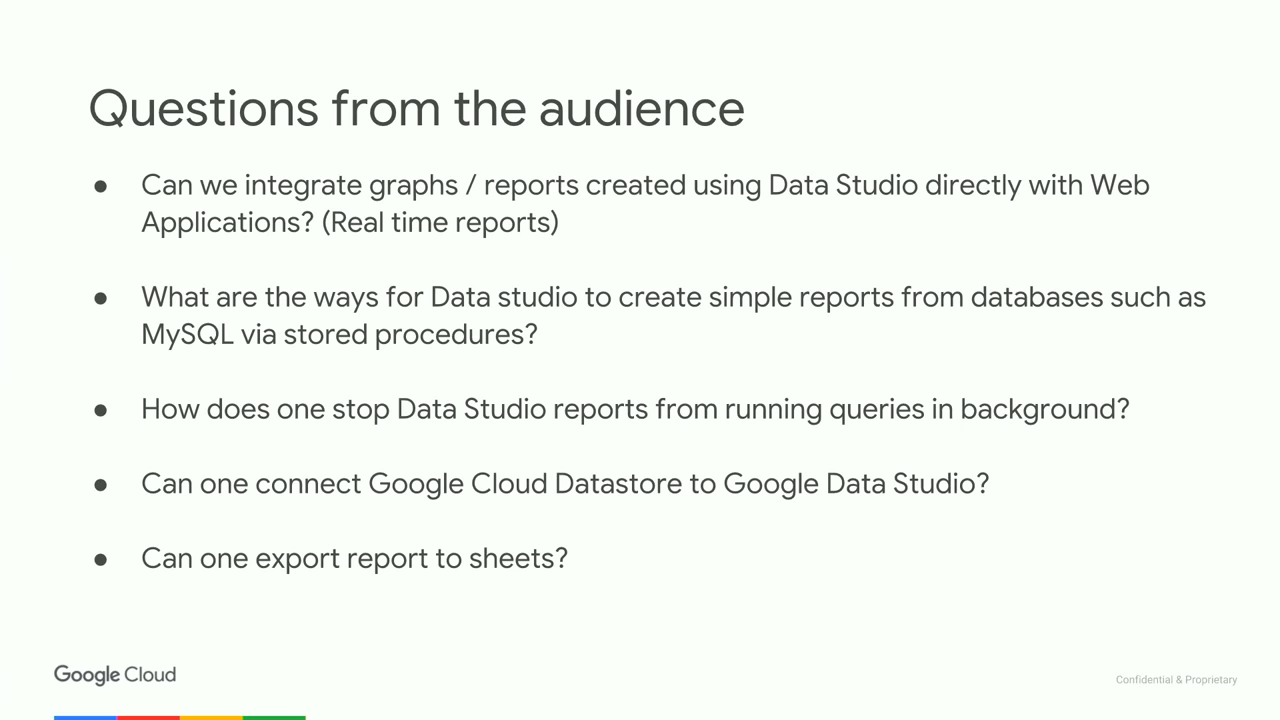 Questions from the audience
● Can we integrate graphs / reports created using Data Studio directly with Web
Applications? (Real time reports)
● What are the ways for Data studio to create simple reports from databases such as
MySQL via stored procedures?
● How does one stop Data Studio reports from running queries in background?
● Can one connect Google Cloud Datastore to Google Data Studio?
● Can one export report to sheets?
Google Cloud
Confidential & Proprietary